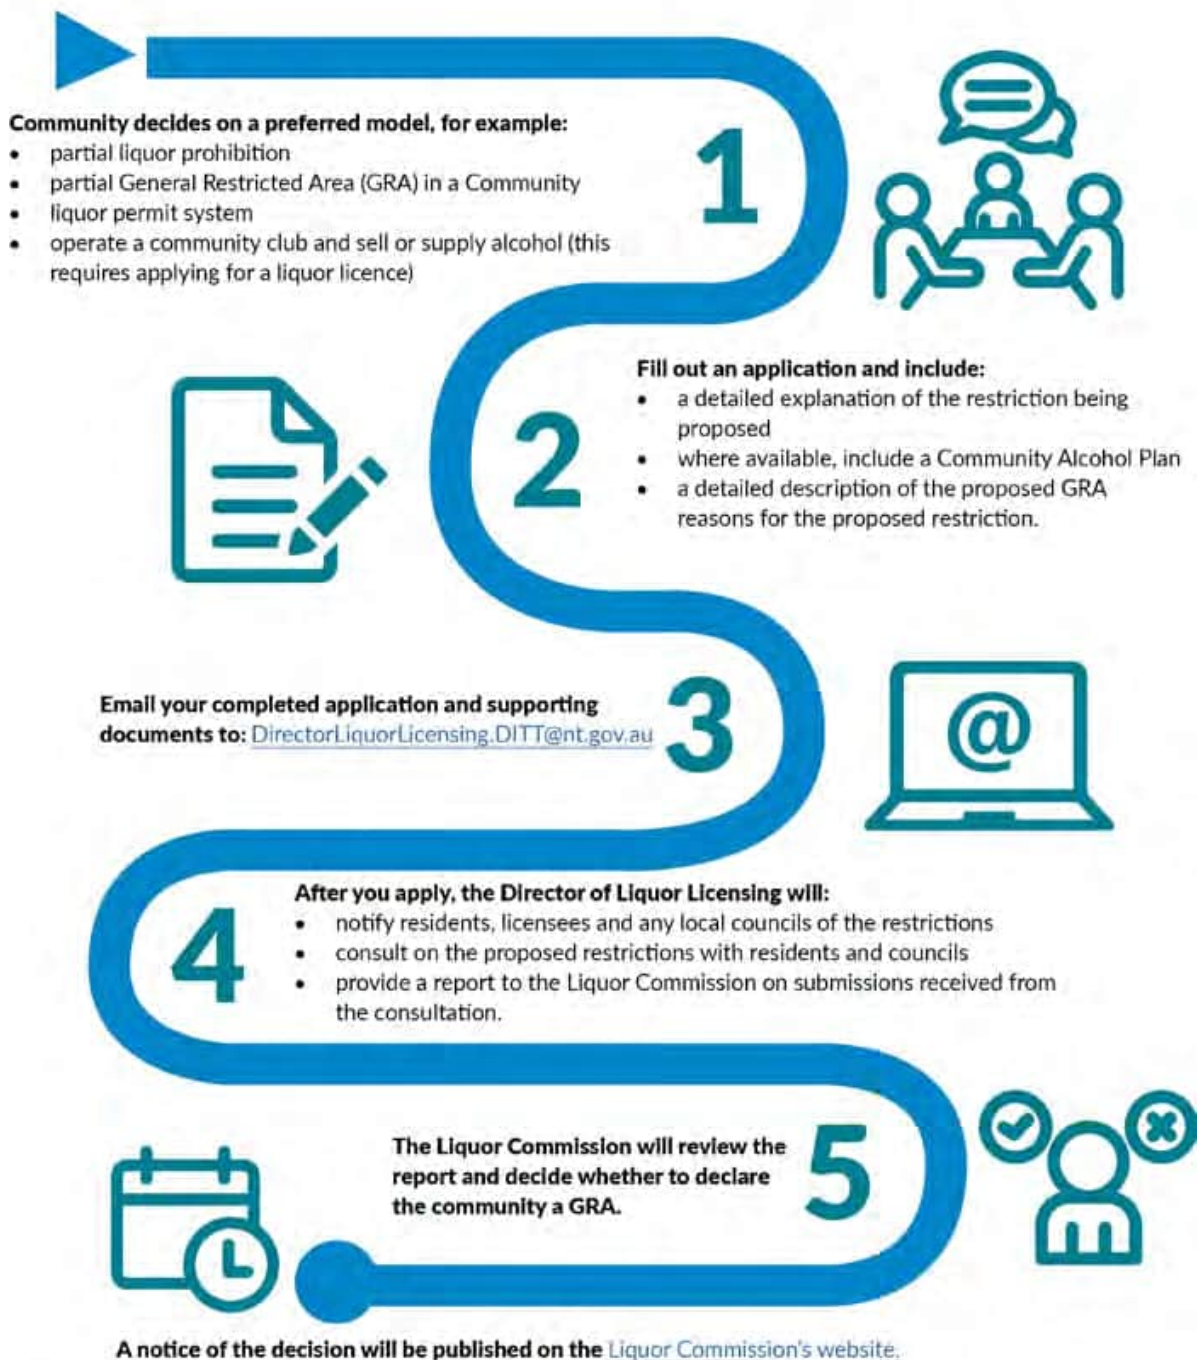 1
Community decides on a preferred model, for example:
• partial liquor prohibition
• partial General Restricted Area (GRA) in a Community
• liquor permit system
• operate a community club and sell or supply alcohol (this
requires applying for a liquor licence)
2
Fill out an application and include:
• a detailed explanation of the restriction being
proposed
• where available, include a Community Alcohol Plan
• a detailed description of the proposed GRA
reasons for the proposed restriction.
3
Email your completed application and supporting
documents to: DirectorLiquorLicensing.DITT@nt.gov.au
@
4
After you apply, the Director of Liquor Licensing will:
• notify residents, licensees and any local councils of the restrictions
• consult on the proposed restrictions with residents and councils
• provide a report to the Liquor Commission on submissions received from
the consultation.
5
The Liquor Commission will review the
report and decide whether to declare
the community a GRA.
A notice of the decision will be published on the Liquor Commission's website.